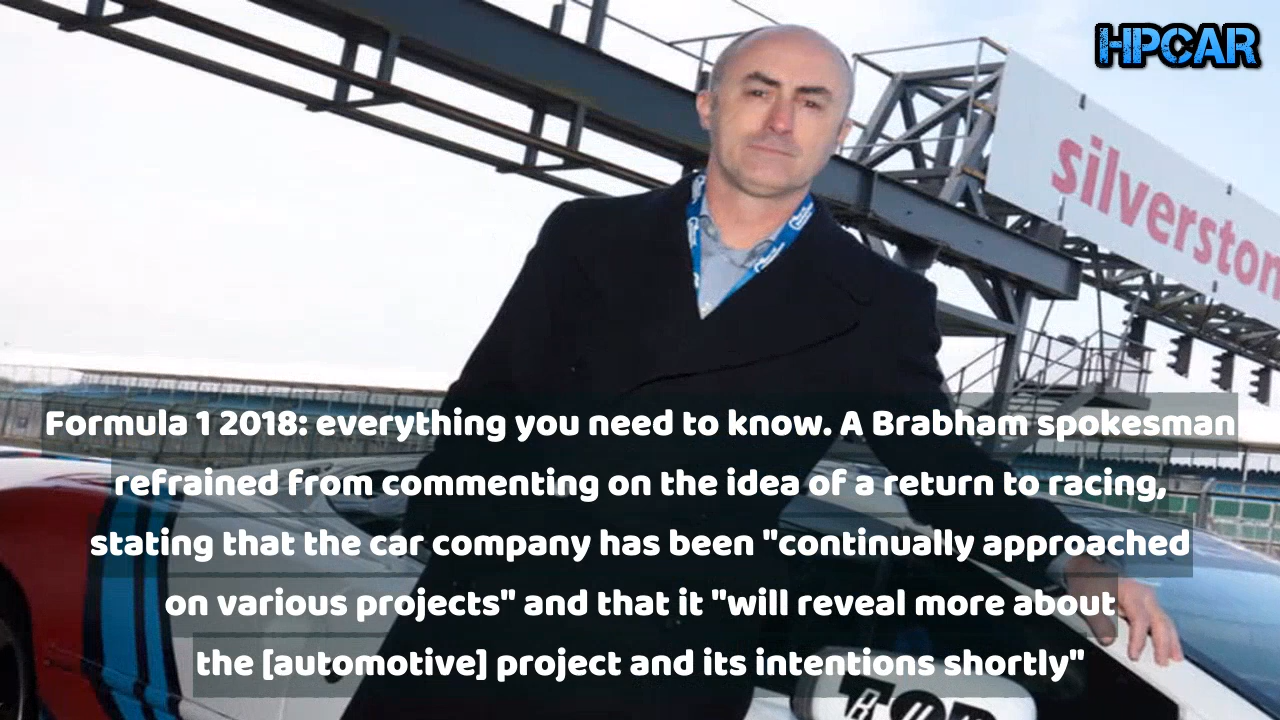 HPCAR
silverston
Formula 1 2018: everything you need to know. A Brabham spokesman
refrained from commenting on the idea of a return to racing,
stating that the car company has been "continually approached
on various projects" and that it "will reveal more about
the [automotive] project and its intentions shortly"